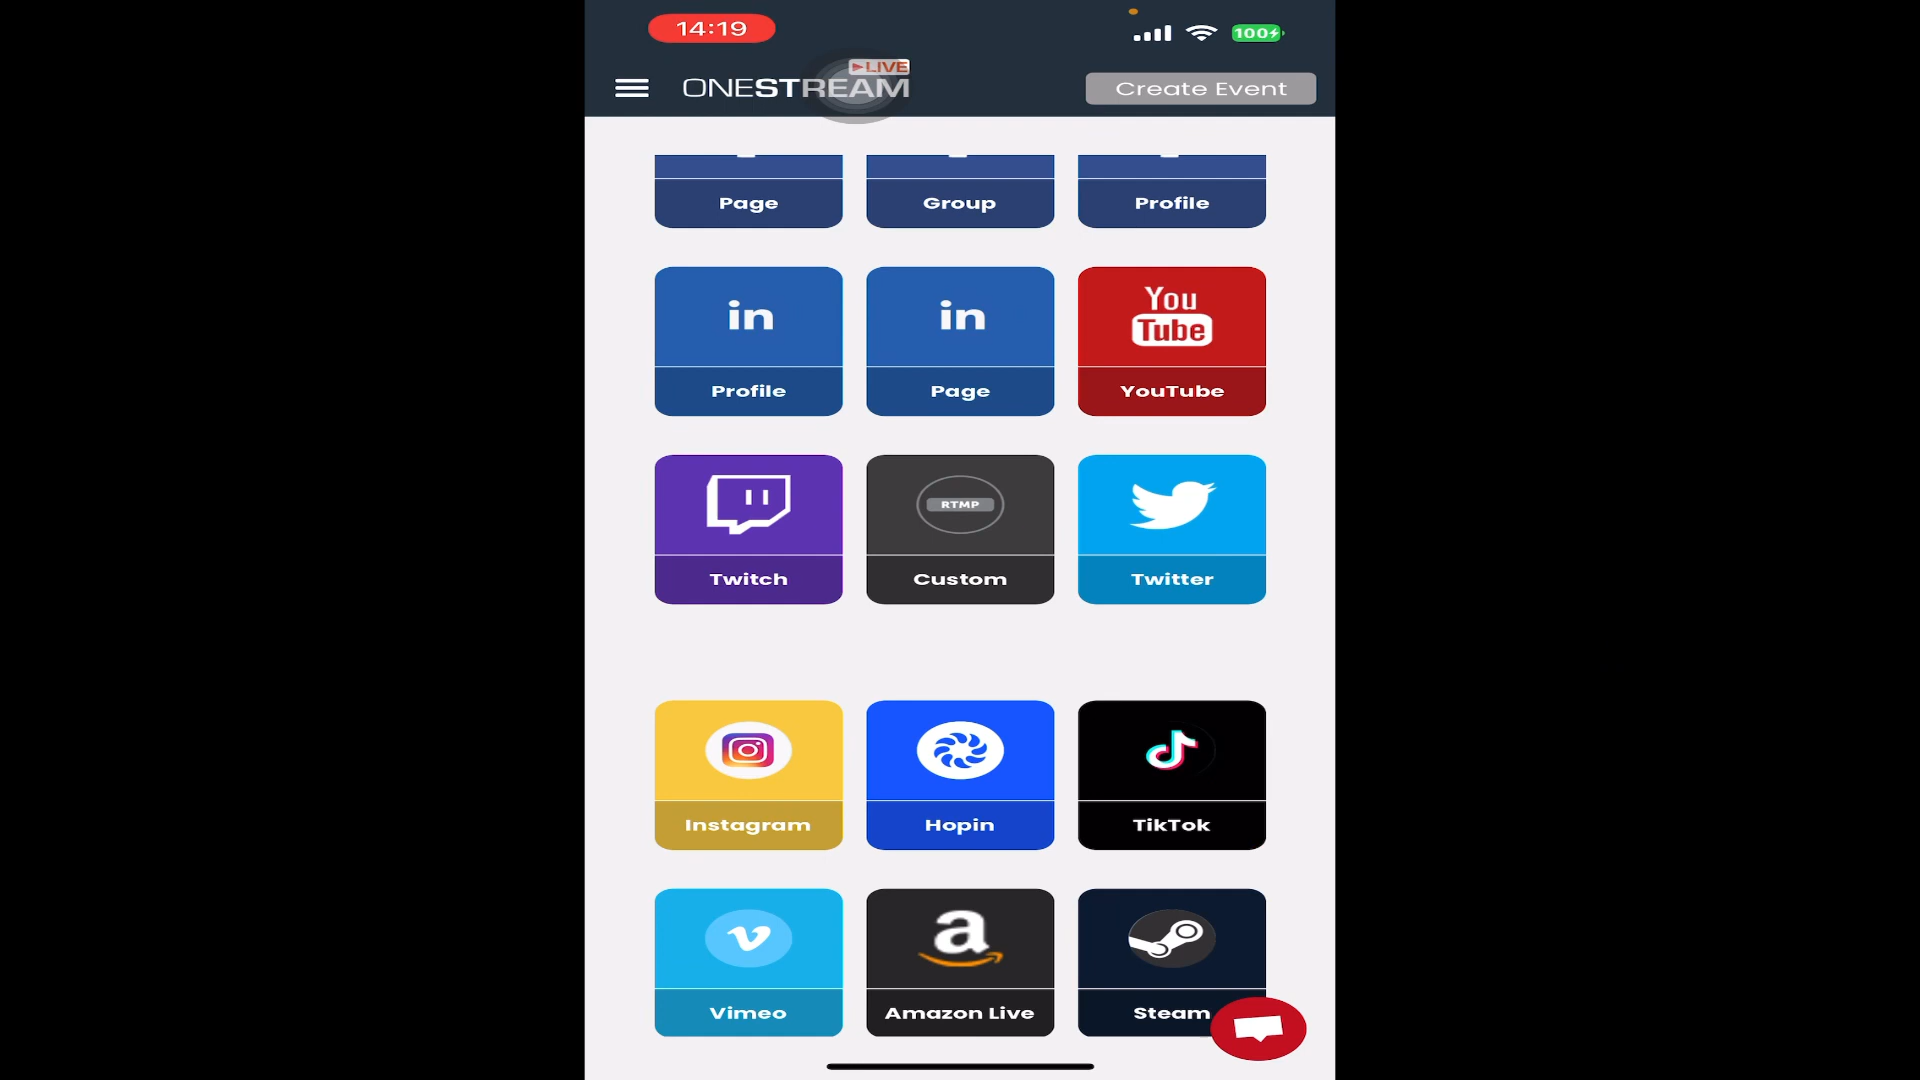 14:19
100
LIVE
ONESTREAM
Create Event
Page
Group
Profile
in
in
You
Tube
Profile
Page
YouTube
RTMP
Twitch
Custom
Twitter
Instagram
Hopin
TikTok
a
Vimeo
Amazon Live
Steam